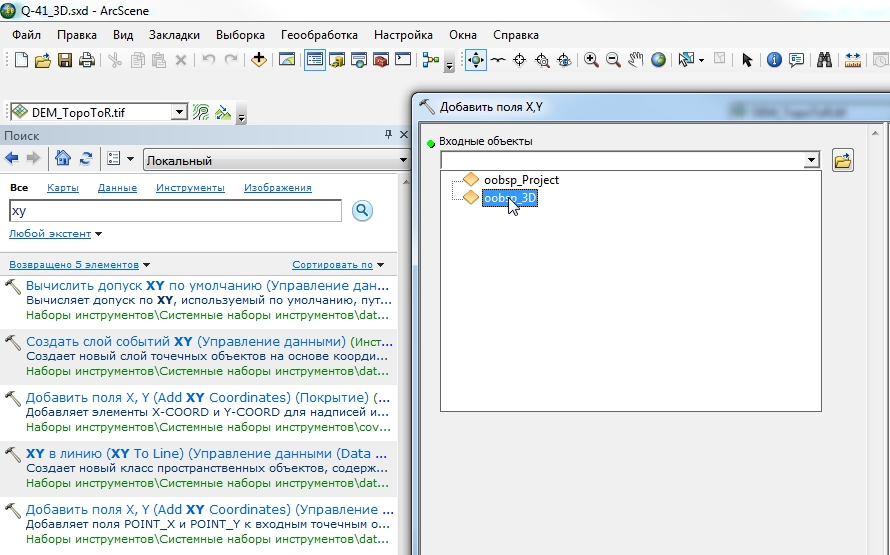 Q-41_3D.sxd - ArcScene
Файл Правка Вид Закладки Выборка Геообработка Настройка Окна Справка
DEM_TopoToR.tif
Добавить поля X,Y
Поиск
Входные объекты
Локальный
oobsp_Project
Все Карты Данные Инструменты Изображения
oobsp_3D
xy
Любой экстент
Возвращено 5 элементов Сортировать по
Вычислить допуск XY по умолчанию (Управление дан...
Вычисляет допуск по XY, используемый по умолчанию, пут...
Наборы инструментов\Системные наборы инструментов\dat...
Создать слой событий XY (Управление данными) (Инст...
Создает новый слой точечных объектов на основе коорди...
Наборы инструментов\Системные наборы инструментов\dat...
Добавить поля X, Y (Add XY Coordinates) (Покрытие) (...
Добавляет элементы X-COORD и Y-COORD для надписей и...
Наборы инструментов\Системные наборы инструментов\cov...
XY в линию (XY To Line) (Управление данными (Data ...
Создает новый класс пространственных объектов, содерж...
Наборы инструментов\Системные наборы инструментов\dat...
Добавить поля X, Y (Add XY Coordinates) (Управление ...
Добавляет поля POINT_X и POINT_Y к входным точечным о...
Наборы инструментов\Системные наборы инструментов\dat...